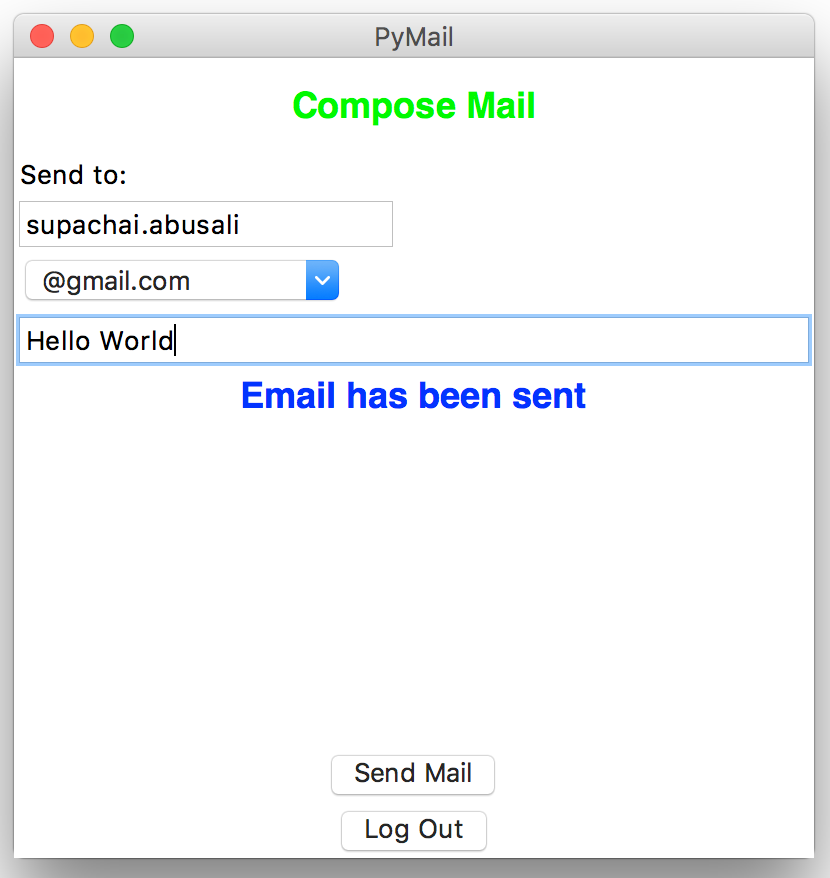 PyMail
Compose Mail
Send to:
supachai.abusali
@gmail.com
Hello World
Email has been sent
Send Mail
Log Out